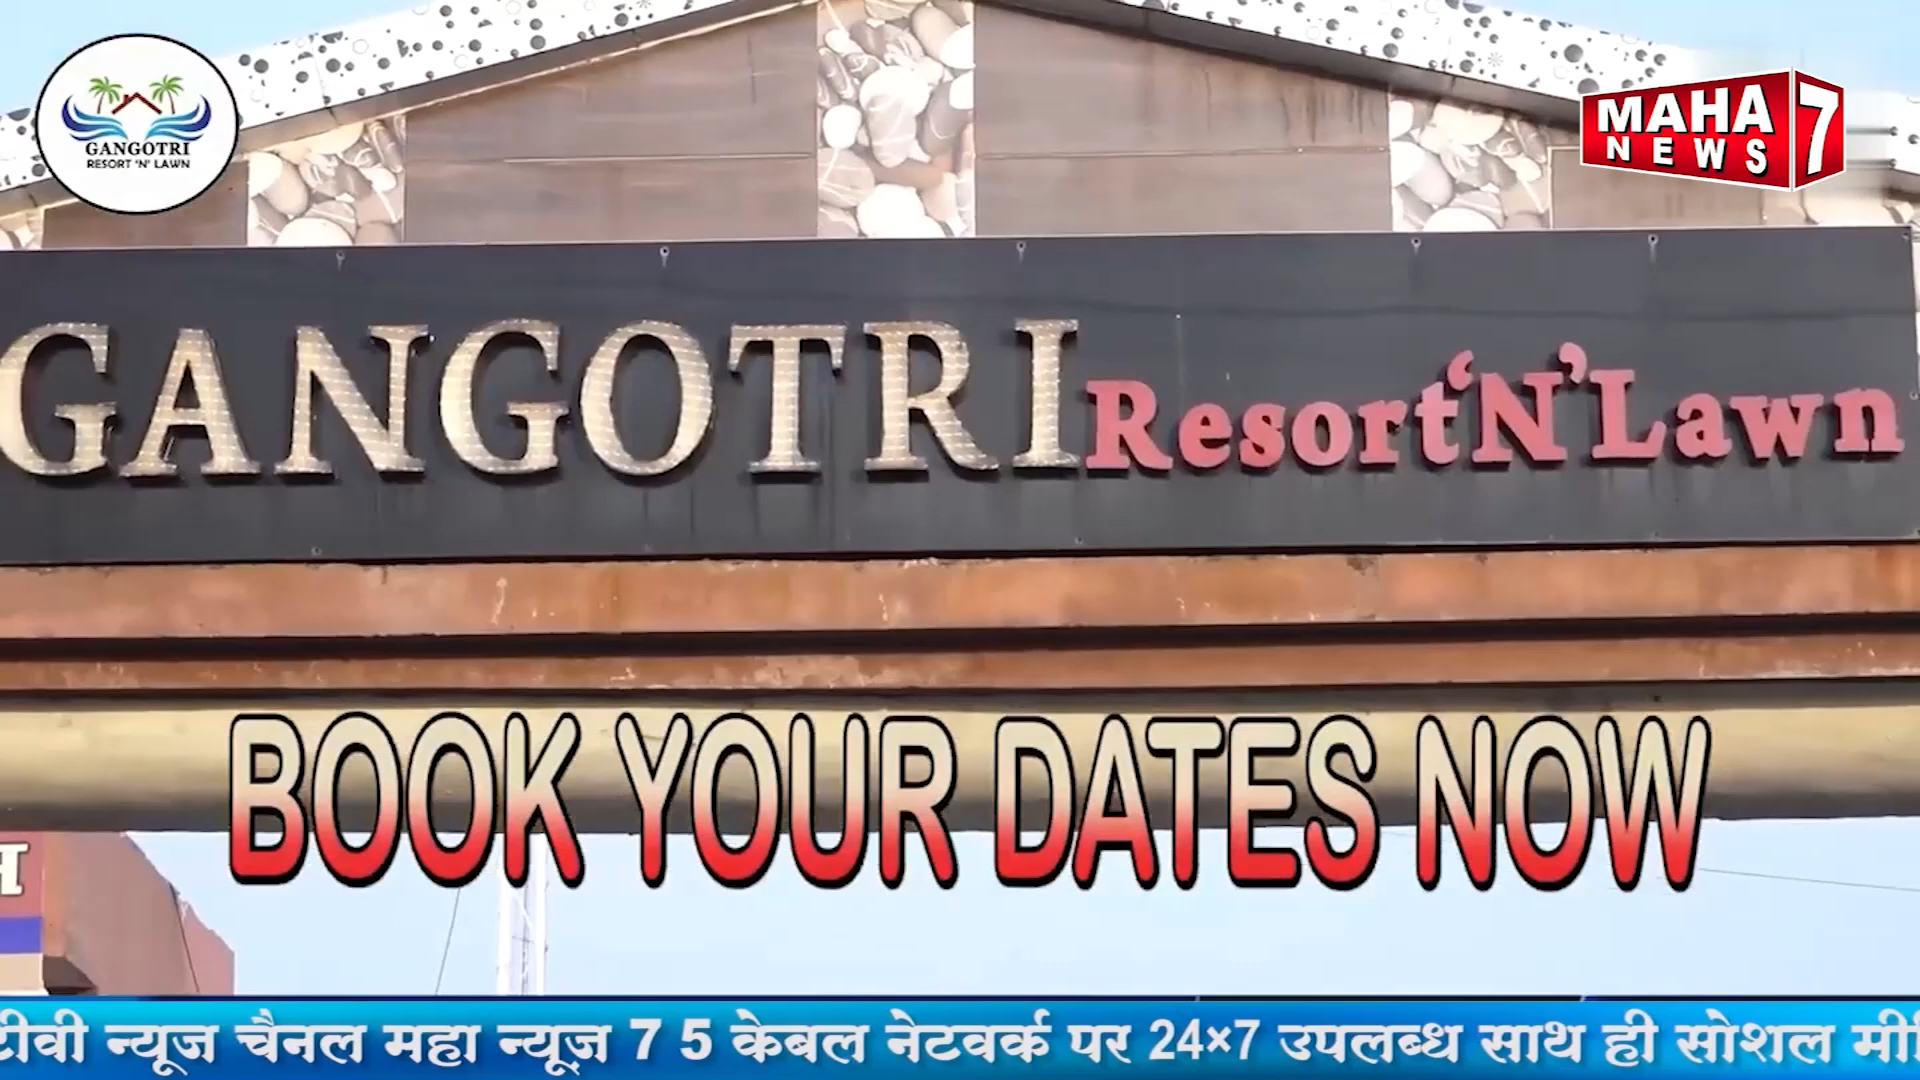 GANGOTRI
RESORT 'N' LAWN
MAHA
NEWS
7
GANGOTRI Resort 'N' Lawn
BOOK YOUR DATES NOW
न्यूज चैनल महा न्यूज़ 7 5 केबल नेटवर्क पर 24×7 उपलब्ध साथ ही सोशल